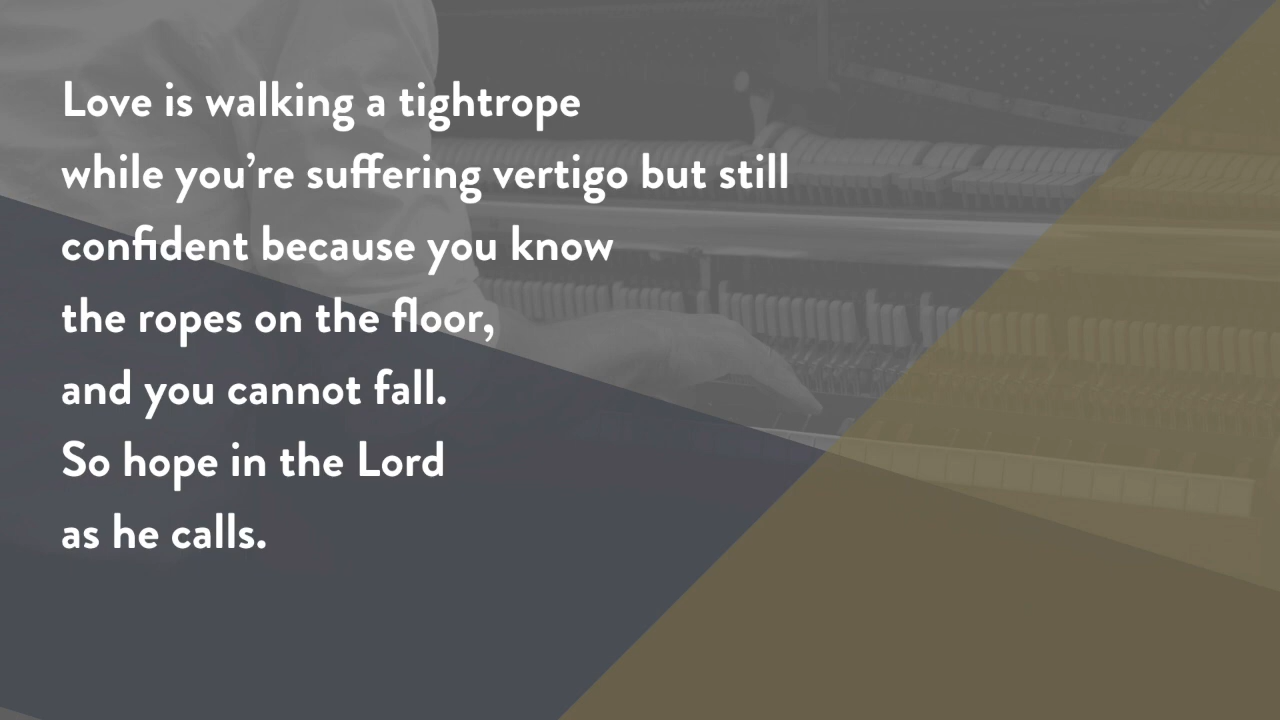 Love is walking a tightrope
while you’re suffering vertigo but still
confident because you know
the ropes on the floor,
and you cannot fall.
So hope in the Lord
as he calls.